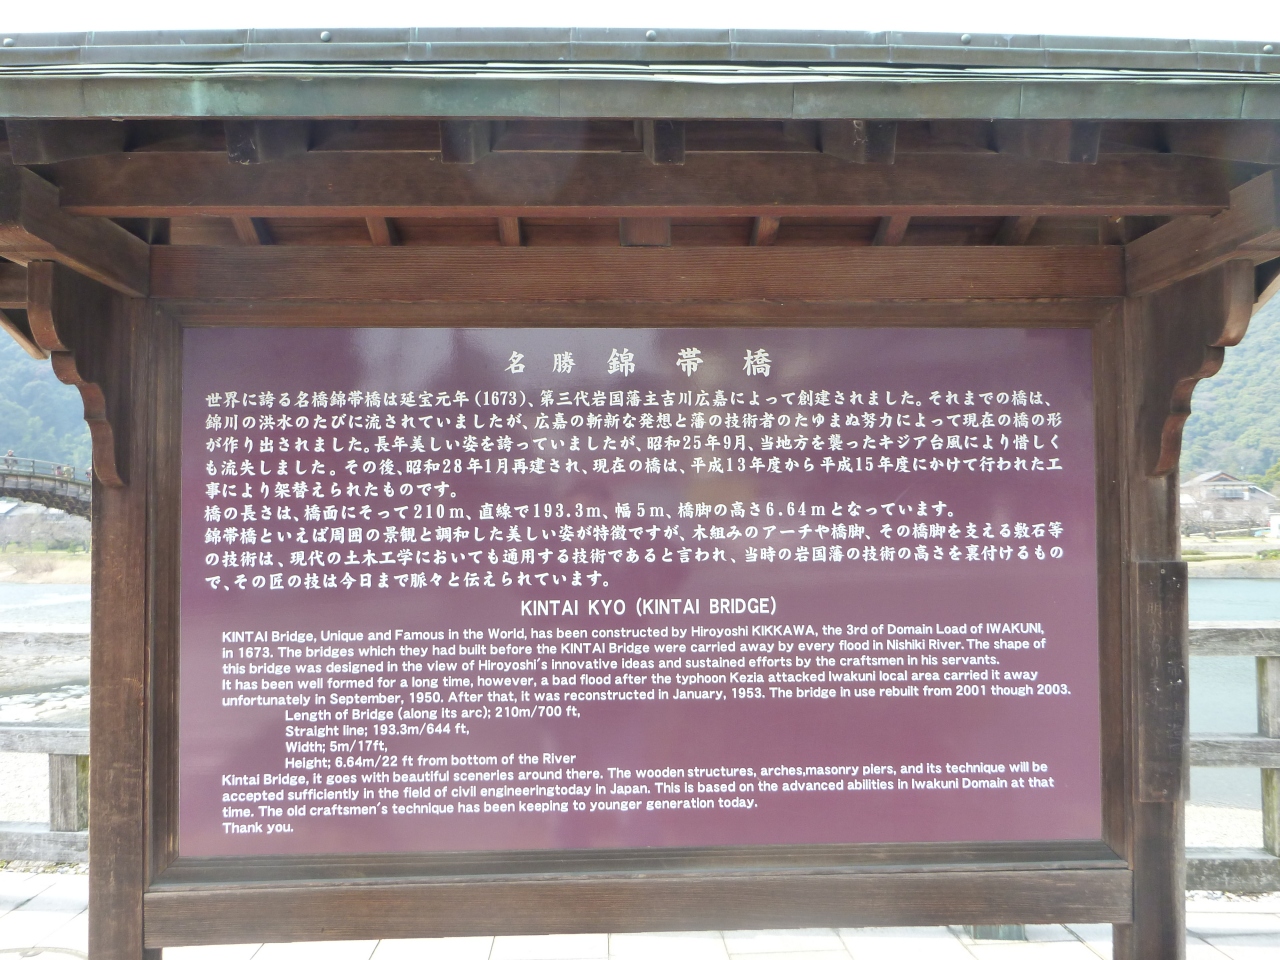 名勝 錦帯橋
世界に誇る名橋錦帯橋は延宝元年(1673)、第三代岩国藩主吉川広嘉によって創建されました。それまでの橋は、
錦川の洪水のたびに流されていましたが、広嘉の斬新な発想と藩の技術者のたゆまぬ努力によって現在の橋の形
が作り出されました。長年美しい姿を誇っていましたが、昭和25年9月、当地方を襲ったキジア台風により惜しく
も流失しました。その後、昭和28年1月再建され、現在の橋は、平成13年度から平成15年度にかけて行われた工
事により架替えられたものです。
橋の長さは、橋面にそって210m、直線で193.3m、幅5m、橋脚の高さ6.64mとなっています。
錦帯橋といえば周囲の景観と調和した美しい姿が特徴ですが、木組みのアーチや橋脚、その橋脚を支える敷石等
の技術は、現代の土木工学においても通用する技術であると言われ、当時の岩国藩の技術の高さを裏付けるもの
で、その匠の技は今日まで脈々と伝えられています。
KINTAI KYO (KINTAI BRIDGE)
KINTAI Bridge, Unique and Famous in the World, has been constructed by Hiroyoshi KIKKAWA, the 3rd of Domain Load of IWAKUNI,
in 1673. The bridges which they had built before the KINTAI Bridge were carried away by every flood in Nishiki River. The shape of
this bridge was designed in the view of Hiroyoshi's innovative ideas and sustained efforts by the craftsmen in his servants.
It has been well formed for a long time, however, a bad flood after the typhoon Kezia attacked Iwakuni local area carried it away
unfortunately in September, 1950. After that, it was reconstructed in January, 1953. The bridge in use rebuilt from 2001 though 2003.
Length of Bridge (along its arc); 210m/700 ft,
Straight line; 193.3m/644 ft,
Width; 5m/17ft,
Height; 6.64m/22 ft from bottom of the River
Kintai Bridge, it goes with beautiful sceneries around there. The wooden structures, arches,masonry piers, and its technique will be
accepted sufficiently in the field of civil engineeringtoday in Japan. This is based on the advanced abilities in Iwakuni Domain at that
time. The old craftsmen's technique has been keeping to younger generation today.
Thank you.